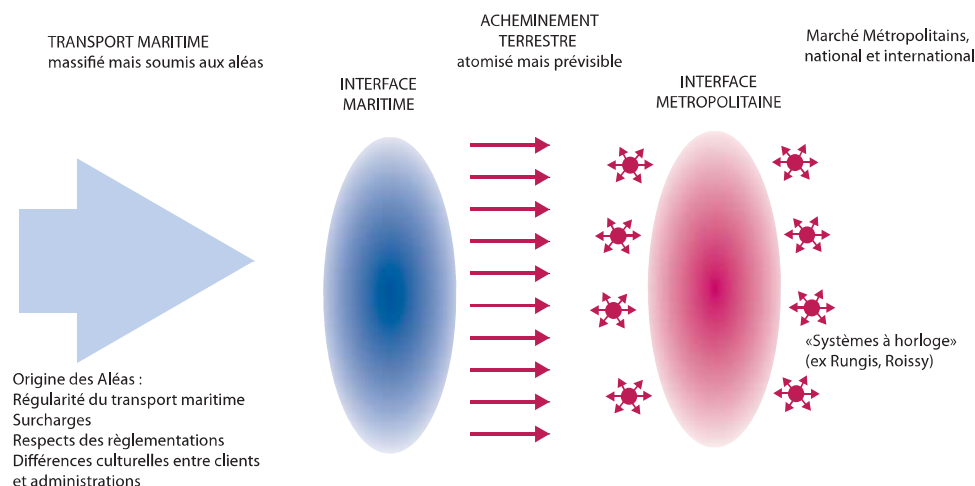 TRANSPORT MARITIME
massifié mais soumis aux aléas
INTERFACE
MARITIME
ACHEMINEMENT
TERRESTRE
atomisé mais prévisible
INTERFACE
METROPOLITAINE
Marché Métropolitains,
national et international
«Systèmes à horloge»
(ex Rungis, Roissy)
Origine des Aléas :
Régularité du transport maritime
Surcharges
Respects des règlementations
Différences culturelles entre clients
et administrations